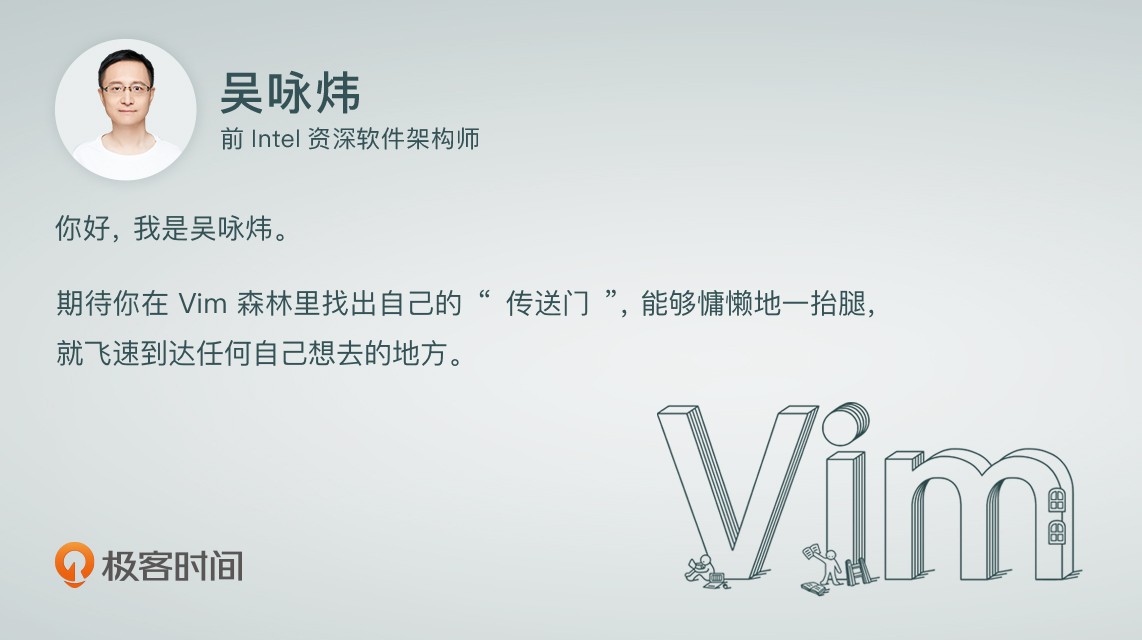 吴咏炜
前 Intel 资深软件架构师
你好，我是吴咏炜。
期待你在 Vim 森林里找出自己的 “ 传送门 ”，能够慵懒地一抬腿，
就飞速到达任何自己想去的地方。
Vim
极客时间